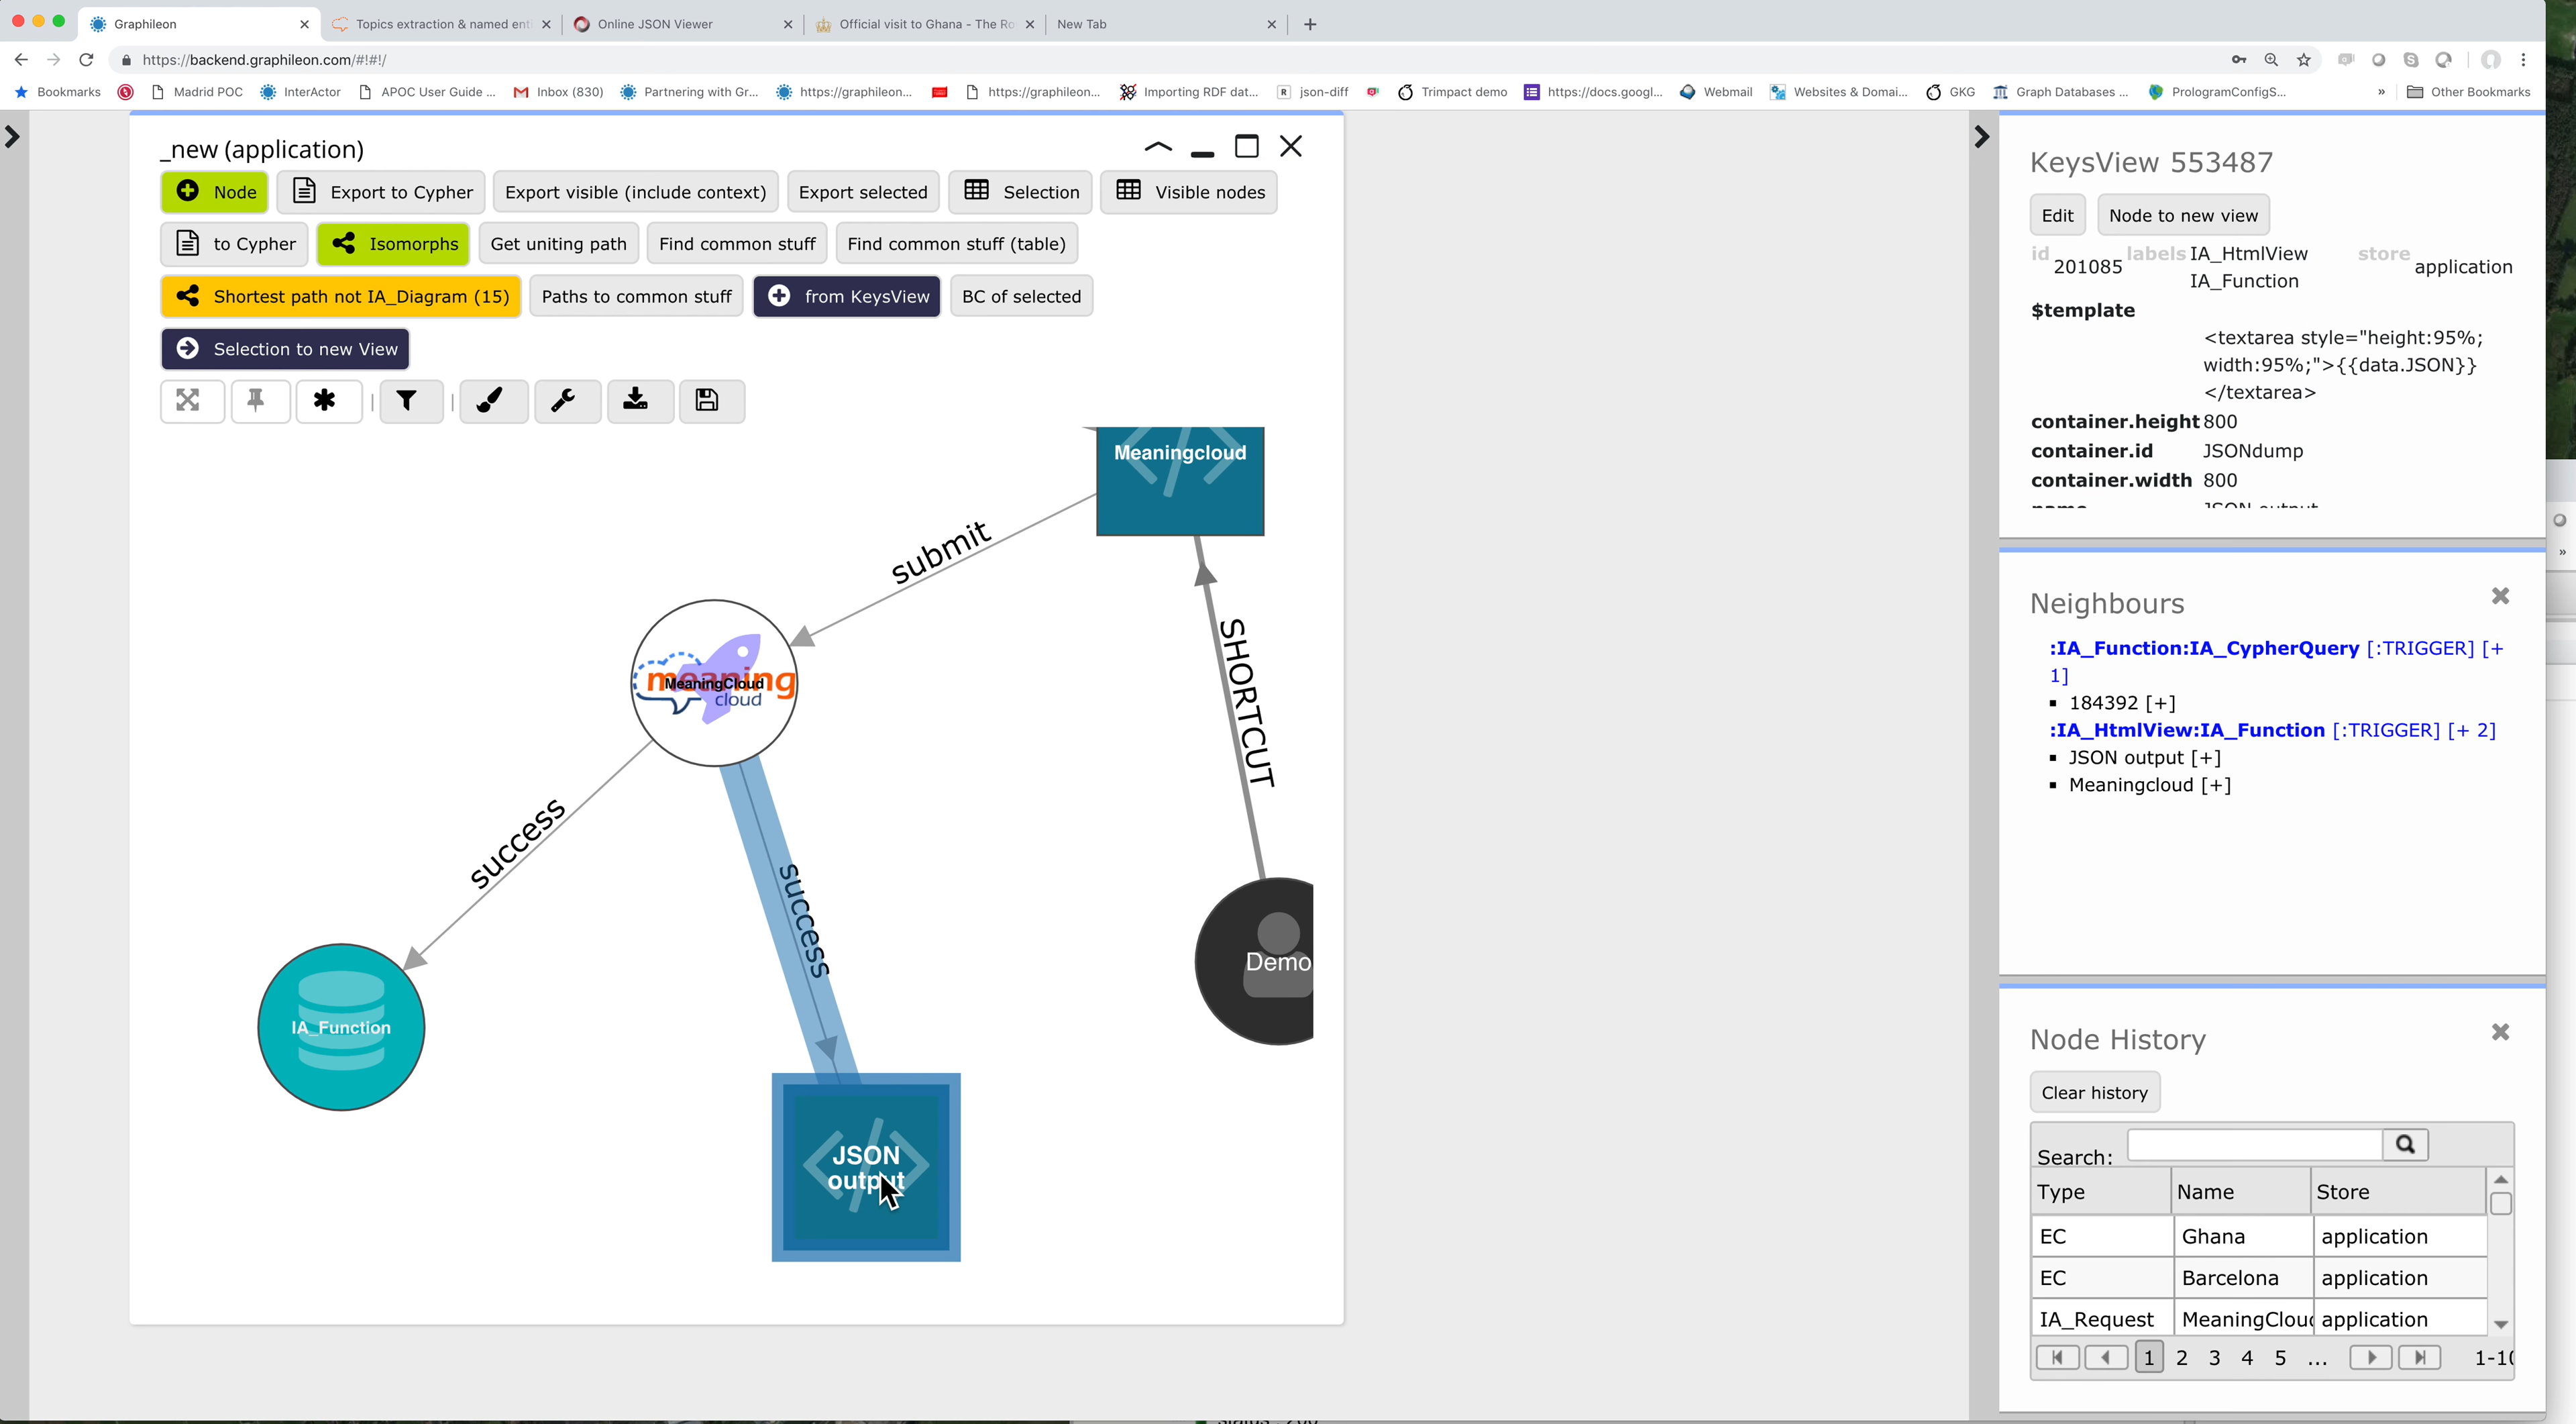 Graphileon
Topics extraction & named ent
Online JSON Viewer
Official visit to Ghana - The Ro
New Tab
https://backend.graphileon.com/#!#!/
Bookmarks
Madrid POC
InterActor
APOC User Guide ...
Inbox (830)
Partnering with Gr...
https://graphileon...
https://graphileon...
Importing RDF dat...
json-diff
Trimpact demo
https://docs.googl...
Webmail
Websites & Domai...
GKG
Graph Databases ...
PrologramConfigS...
»
Other Bookmarks
_new (application)
Node
Export to Cypher
Export visible (include context)
Export selected
Selection
Visible nodes
to Cypher
Isomorphs
Get uniting path
Find common stuff
Find common stuff (table)
Shortest path not IA_Diagram (15)
Paths to common stuff
from KeysView
BC of selected
Selection to new View
Meaningcloud
submit
meaning
MeaningCloud
cloud
SHORTCUT
success
success
Demo
IA_Function
JSON
output
KeysView 553487
Edit
Node to new view
id 201085 labels IA_HtmlView store application
IA_Function
$template
<textarea style="height:95%;
width:95%;">{{data.JSON}}
</textarea>
container.height 800
container.id JSONdump
container.width 800
name JSON output
Neighbours
:IA_Function:IA_CypherQuery [:TRIGGER] [+
1]
184392 [+]
:IA_HtmlView:IA_Function [:TRIGGER] [+ 2]
JSON output [+]
Meaningcloud [+]
Node History
Clear history
Search:
Type Name Store
EC Ghana application
EC Barcelona application
IA_Request MeaningCloud application
1 2 3 4 5 ... 1-10